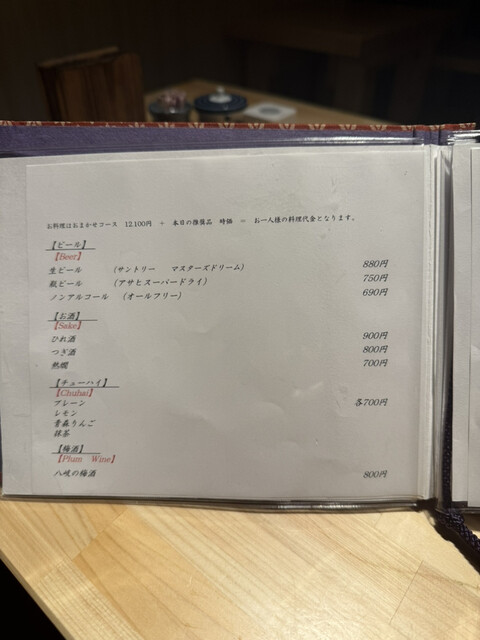 お料理はおまかせコース 12,100円 + 本日の推奨品 時価 = お一人様の料理代金となります。
【ビール】
【Beer】
生ビール （サントリー マスターズドリーム） 880円
瓶ビール （アサヒスーパードライ） 750円
ノンアルコール （オールフリー） 690円
【お酒】
【Sake】
ひれ酒 900円
つぎ酒 800円
熱燗 700円
【チューハイ】
【Chuhai】
プレーン 各700円
レモン
青森りんご
抹茶
【梅酒】
【Plum Wine】
八岐の梅酒 800円